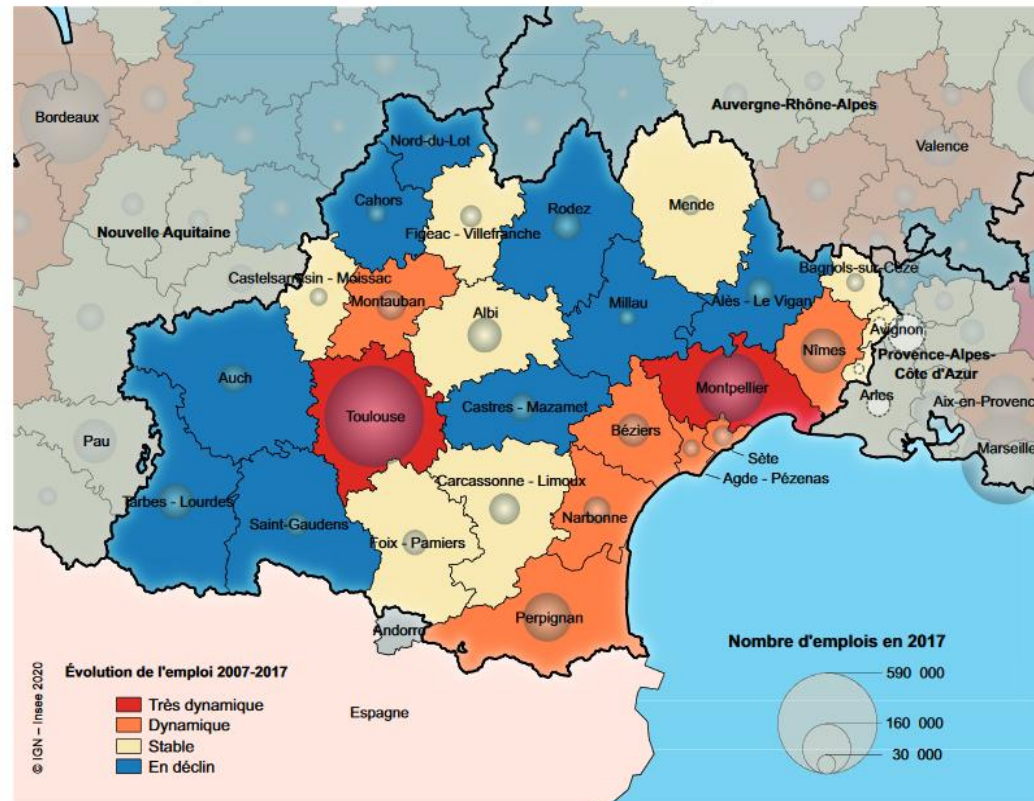 Bordeaux
Auvergne-Rhône-Alpes
Nord-du-Lot
Valence
Cahors
Rodez
Mende
Nouvelle Aquitaine
Figeac - Villefranche
Castelsarrasin - Moissac
Bagnols-sur-Cèze
Montauban
Albi
Millau
Alès - Le Vigan
Avignon
Nîmes
Provence-Alpes-
Côte d'Azur
Auch
Montpellier
Arles
Aix-en-Provence
Toulouse
Castres - Mazamet
Béziers
Pau
Marseille
Sète
Agde - Pézenas
Carcassonne - Limoux
Tarbes - Lourdes
Saint-Gaudens
Narbonne
Foix - Pamiers
Perpignan
Andorre
Nombre d'emplois en 2017
590 000
160 000
30 000
Évolution de l'emploi 2007-2017
Très dynamique
Dynamique
Stable
En déclin
Espagne
© IGN – Insee 2020